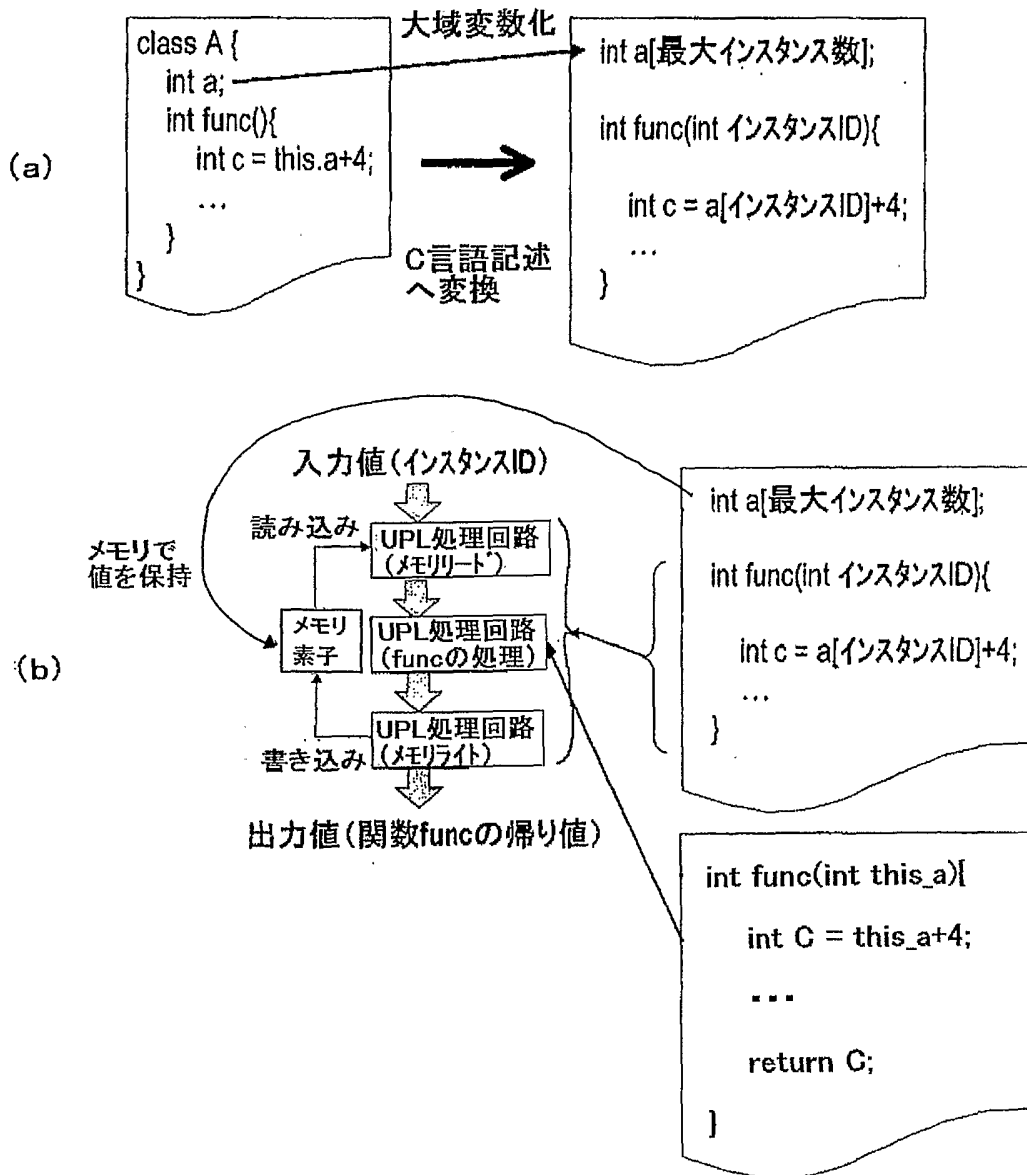 (a)
class A {
int a;
int func(){
int c = this.a+4;
...
}
}
大域変数化
C言語記述
へ変換
int a[最大インスタンス数];
int func(int インスタンスID){
int c = a[インスタンスID]+4;
...
}
(b)
入力値(インスタンスID)
読み込み
UPL処理回路
(メモリリード)
メモリで
値を保持
メモリ
素子
UPL処理回路
(funcの処理)
UPL処理回路
(メモリライト)
書き込み
出力値(関数funcの帰り値)
int a[最大インスタンス数];
int func(int インスタンスID){
int c = a[インスタンスID]+4;
...
}
int func(int this_a){
int C = this_a+4;
...
return C;
}